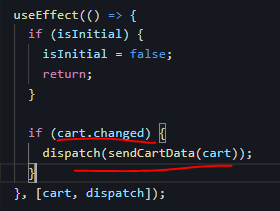 useEffect(() => {
if (isInitial) {
isInitial = false;
return;
}
if (cart.changed) {
dispatch(sendCartData(cart));
}
}, [cart, dispatch]);